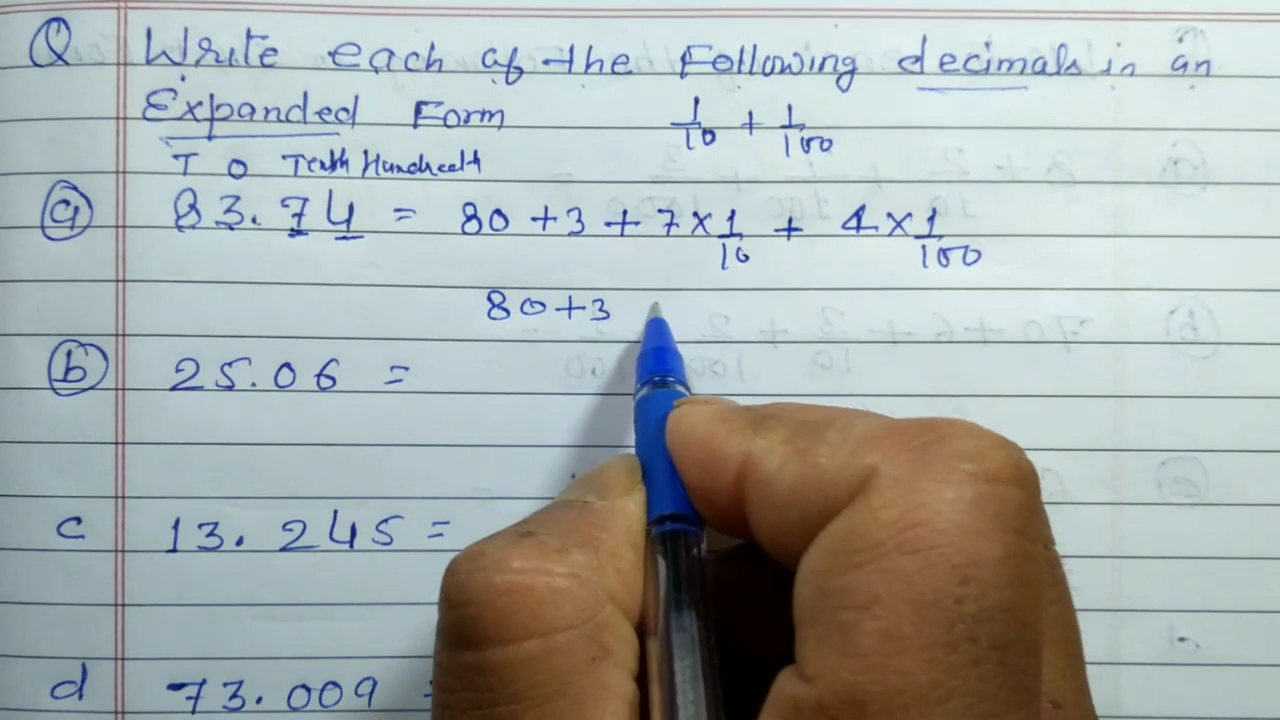 Q Write each of the Following decimals in an
Expanded Form 1/10 + 1/100
T O Tenth Hundredth
(a) 83.74 = 80 + 3 + 7 × 1/10 + 4 × 1/100
80 + 3
(b) 25.06 =
c 13.245 =
d 73.009 =